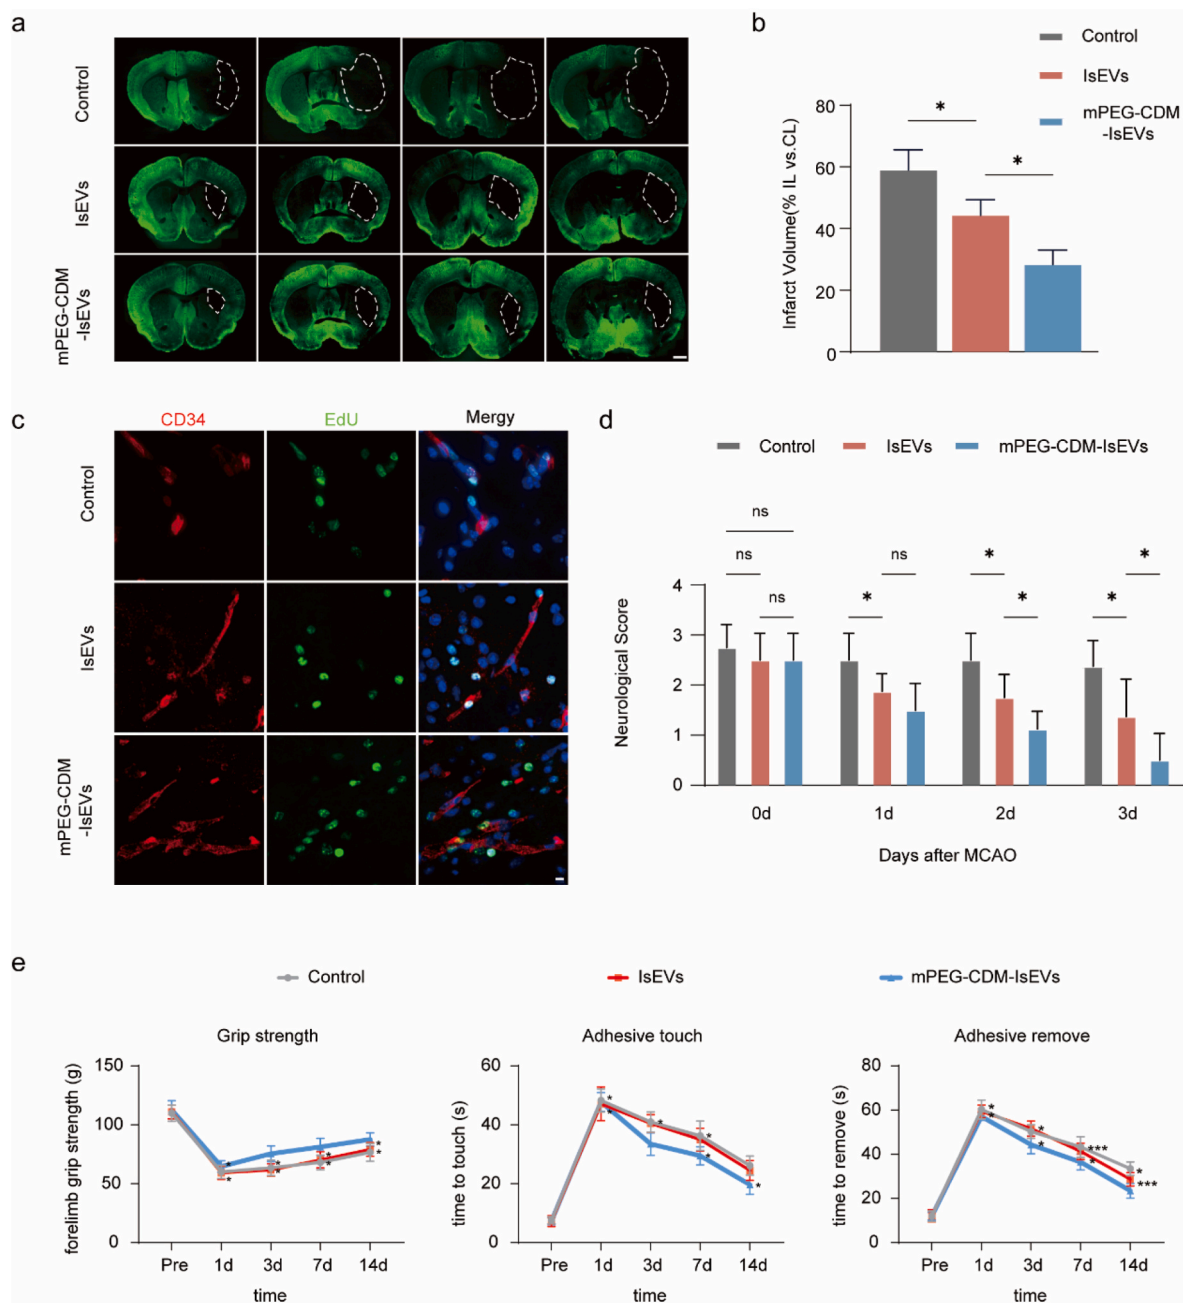 a
Control
IsEVs
mPEG-CDM
-IsEVs
b
Control
IsEVs
mPEG-CDM
-IsEVs
Infarct Volume(% IL vs.CL)
80
60
40
20
0
*
*
c
CD34
EdU
Mergy
Control
IsEVs
mPEG-CDM
-IsEVs
d
Control
IsEVs
mPEG-CDM-IsEVs
Neurological Score
4
3
2
1
0
ns
ns
ns
ns
*
*
*
*
*
0d
1d
2d
3d
Days after MCAO
e
Control
IsEVs
mPEG-CDM-IsEVs
Grip strength
forelimb grip strength (g)
150
100
50
0
* * * * * * * *
Pre 1d 3d 7d 14d
time
Adhesive touch
time to touch (s)
60
40
20
0
* * * * * *
Pre 1d 3d 7d 14d
time
Adhesive remove
time to remove (s)
80
60
40
20
0
* * * * *** * * ***
Pre 1d 3d 7d 14d
time